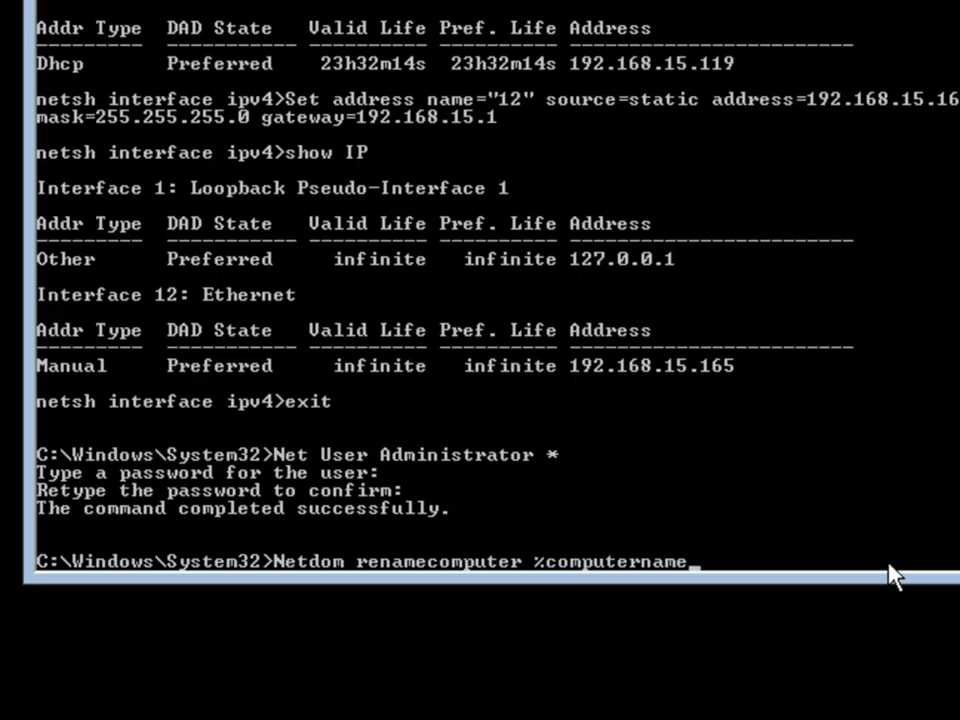 Addr Type DAD State Valid Life Pref. Life Address
--------- ----------- ---------- ---------- ------------------------
Dhcp Preferred 23h32m14s 23h32m14s 192.168.15.119
netsh interface ipv4>Set address name="12" source=static address=192.168.15.16
mask=255.255.255.0 gateway=192.168.15.1
netsh interface ipv4>show IP
Interface 1: Loopback Pseudo-Interface 1
Addr Type DAD State Valid Life Pref. Life Address
--------- ----------- ---------- ---------- ------------------------
Other Preferred infinite infinite 127.0.0.1
Interface 12: Ethernet
Addr Type DAD State Valid Life Pref. Life Address
--------- ----------- ---------- ---------- ------------------------
Manual Preferred infinite infinite 192.168.15.165
netsh interface ipv4>exit
C:\Windows\System32>Net User Administrator *
Type a password for the user:
Retype the password to confirm:
The command completed successfully.
C:\Windows\System32>Netdom renamecomputer %computername_